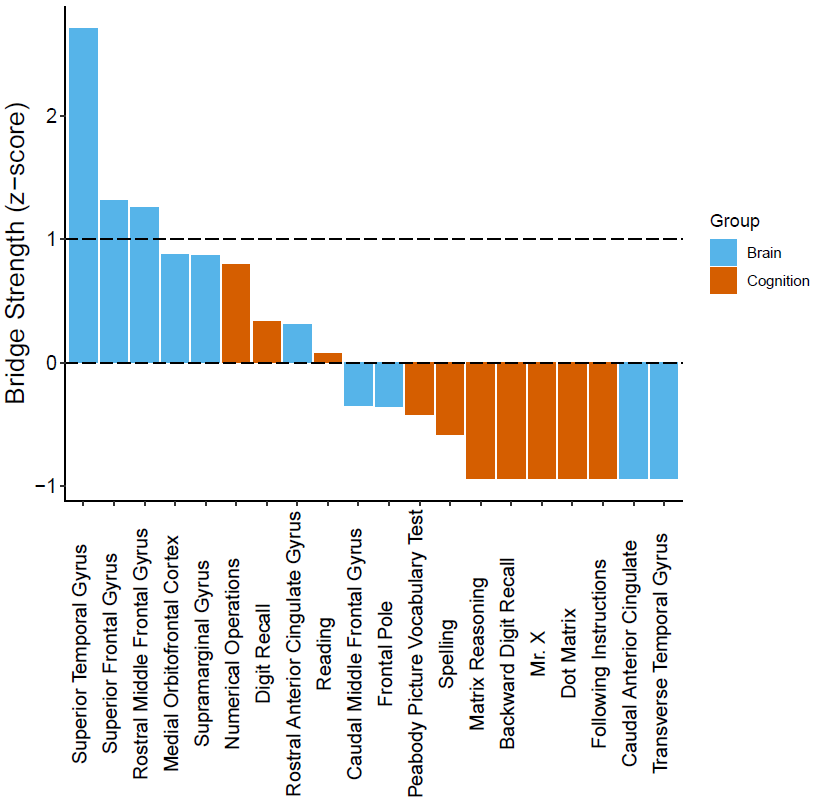 Bridge Strength (z−score)
2
1
0
−1
Group
Brain
Cognition
Superior Temporal Gyrus
Superior Frontal Gyrus
Rostral Middle Frontal Gyrus
Medial Orbitofrontal Cortex
Supramarginal Gyrus
Numerical Operations
Digit Recall
Rostral Anterior Cingulate Gyrus
Reading
Caudal Middle Frontal Gyrus
Frontal Pole
Peabody Picture Vocabulary Test
Spelling
Matrix Reasoning
Backward Digit Recall
Mr. X
Dot Matrix
Following Instructions
Caudal Anterior Cingulate
Transverse Temporal Gyrus